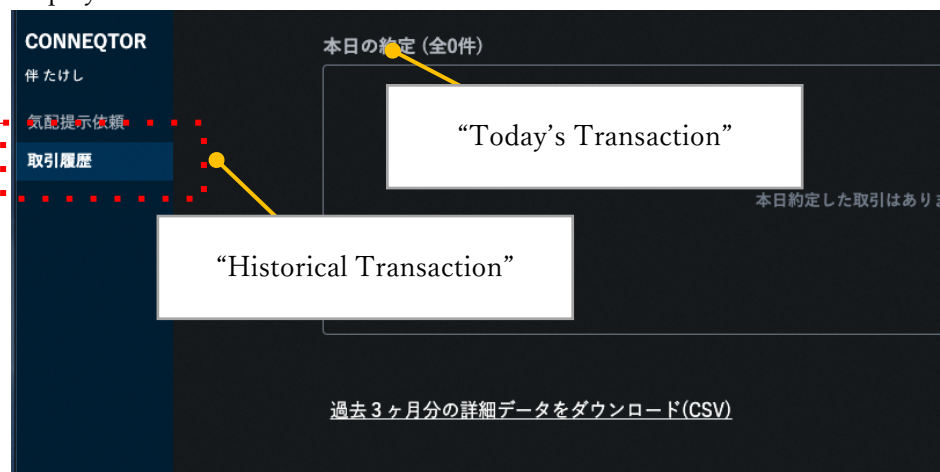 CONNEQTOR
伴 たけし
気配提示依頼
取引履歴
本日の約定 (全0件)
“Today’s Transaction”
本日約定した取引はありま
“Historical Transaction”
過去３ヶ月分の詳細データをダウンロード(CSV)